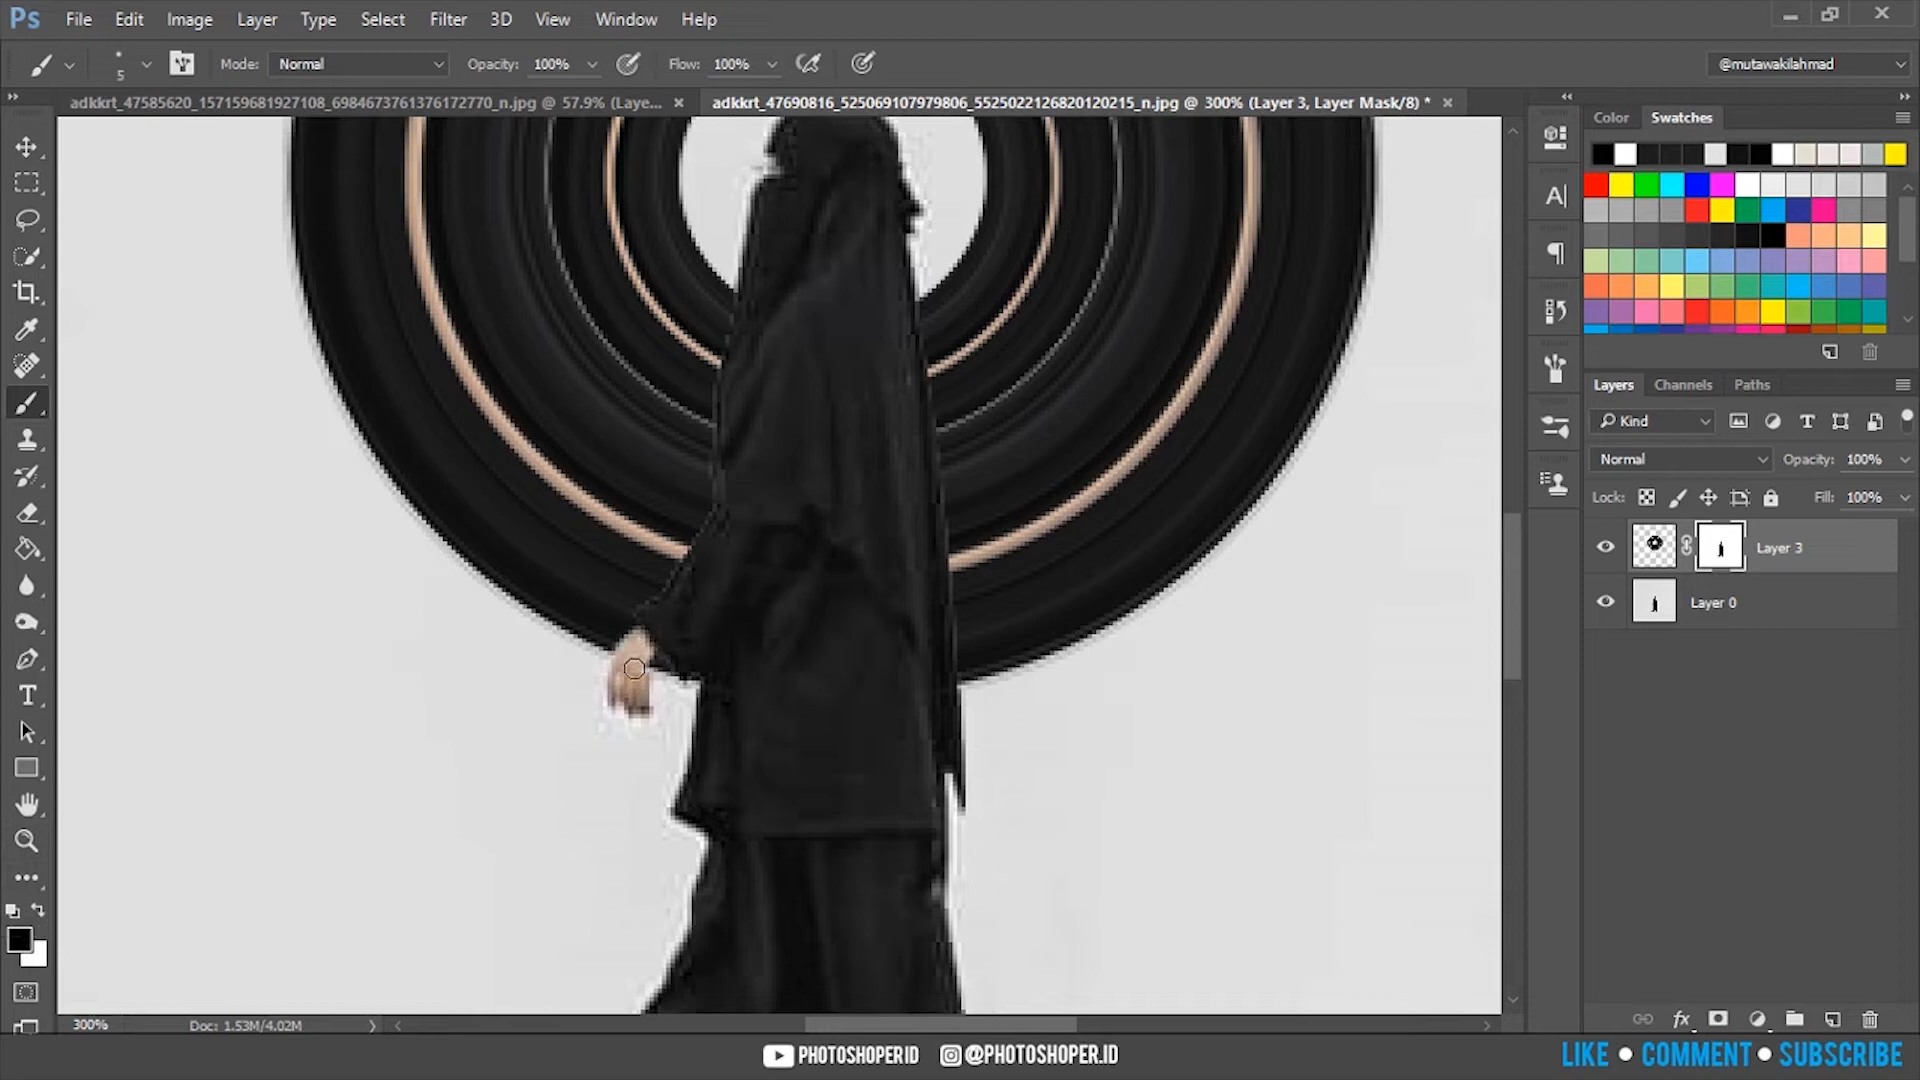 Ps File Edit Image Layer Type Select Filter 3D View Window Help
5 Mode: Normal Opacity: 100% Flow: 100% @mutawakilahmad
adkkrt_47585620_157159681927108_6984673761376172770_n.jpg @ 57.9% (Laye... adkkrt_47690816_525069107979806_5525022126820120215_n.jpg @ 300% (Layer 3, Layer Mask/8) *
Color Swatches
Layers Channels Paths
Kind
Normal Opacity: 100%
Lock: Fill: 100%
Layer 3
Layer 0
300% Doc: 1.53M/4.02M
fx
PHOTOSHOPERID @PHOTOSHOPER.ID
LIKE ● COMMENT ● SUBSCRIBE